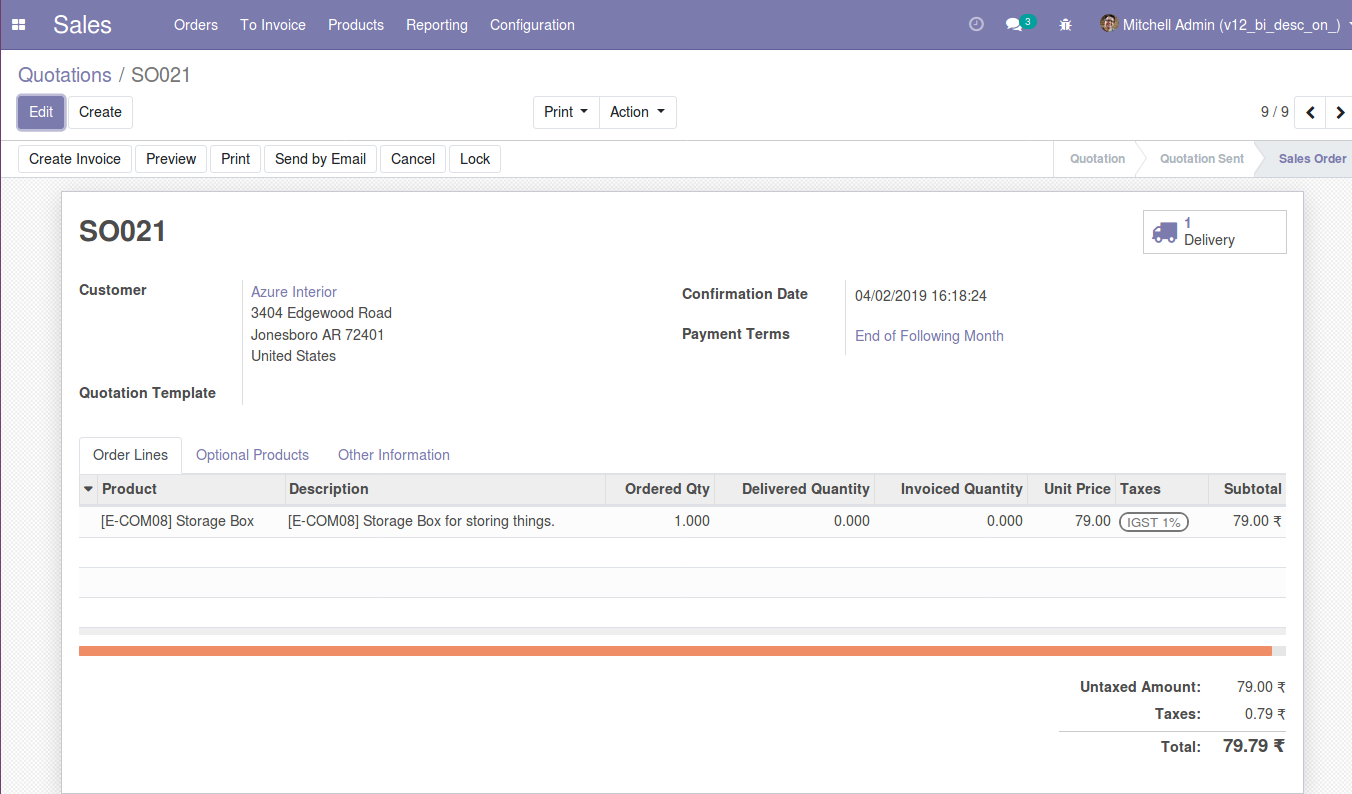 Sales Orders To Invoice Products Reporting Configuration 3 Mitchell Admin (v12_bi_desc_on_)
Quotations / SO021
Edit Create Print Action 9 / 9
Create Invoice Preview Print Send by Email Cancel Lock Quotation Quotation Sent Sales Order
SO021
1
Delivery
Customer
Azure Interior
3404 Edgewood Road
Jonesboro AR 72401
United States
Quotation Template
Confirmation Date 04/02/2019 16:18:24
Payment Terms End of Following Month
Order Lines Optional Products Other Information
Product Description Ordered Qty Delivered Quantity Invoiced Quantity Unit Price Taxes Subtotal
[E-COM08] Storage Box [E-COM08] Storage Box for storing things. 1.000 0.000 0.000 79.00 IGST 1% 79.00 ₹
Untaxed Amount: 79.00 ₹
Taxes: 0.79 ₹
Total: 79.79 ₹